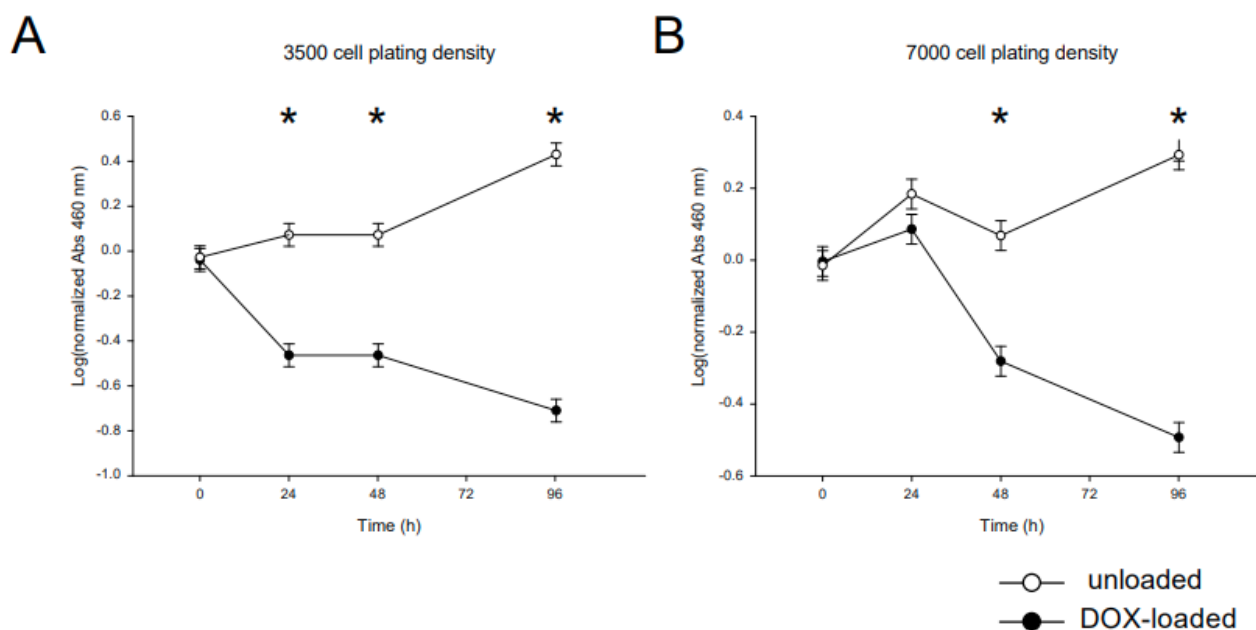 A
3500 cell plating density
* * *
Log(normalized Abs 460 nm)
0.6
0.4
0.2
0.0
-0.2
-0.4
-0.6
-0.8
-1.0
0 24 48 72 96
Time (h)
B
7000 cell plating density
* *
Log(normalized Abs 460 nm)
0.4
0.2
0.0
-0.2
-0.4
-0.6
0 24 48 72 96
Time (h)
unloaded
DOX-loaded